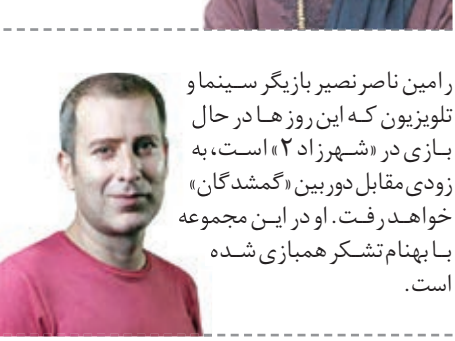 رامین ناصرنصیر بازیگر سینما و
تلویزیون که این روزها در حال
بازی در «شهرزاد ۲» است، به
زودی مقابل دوربین «گمشدگان»
خواهد رفت. او در این مجموعه
با بهنام تشکر همبازی شده
است.